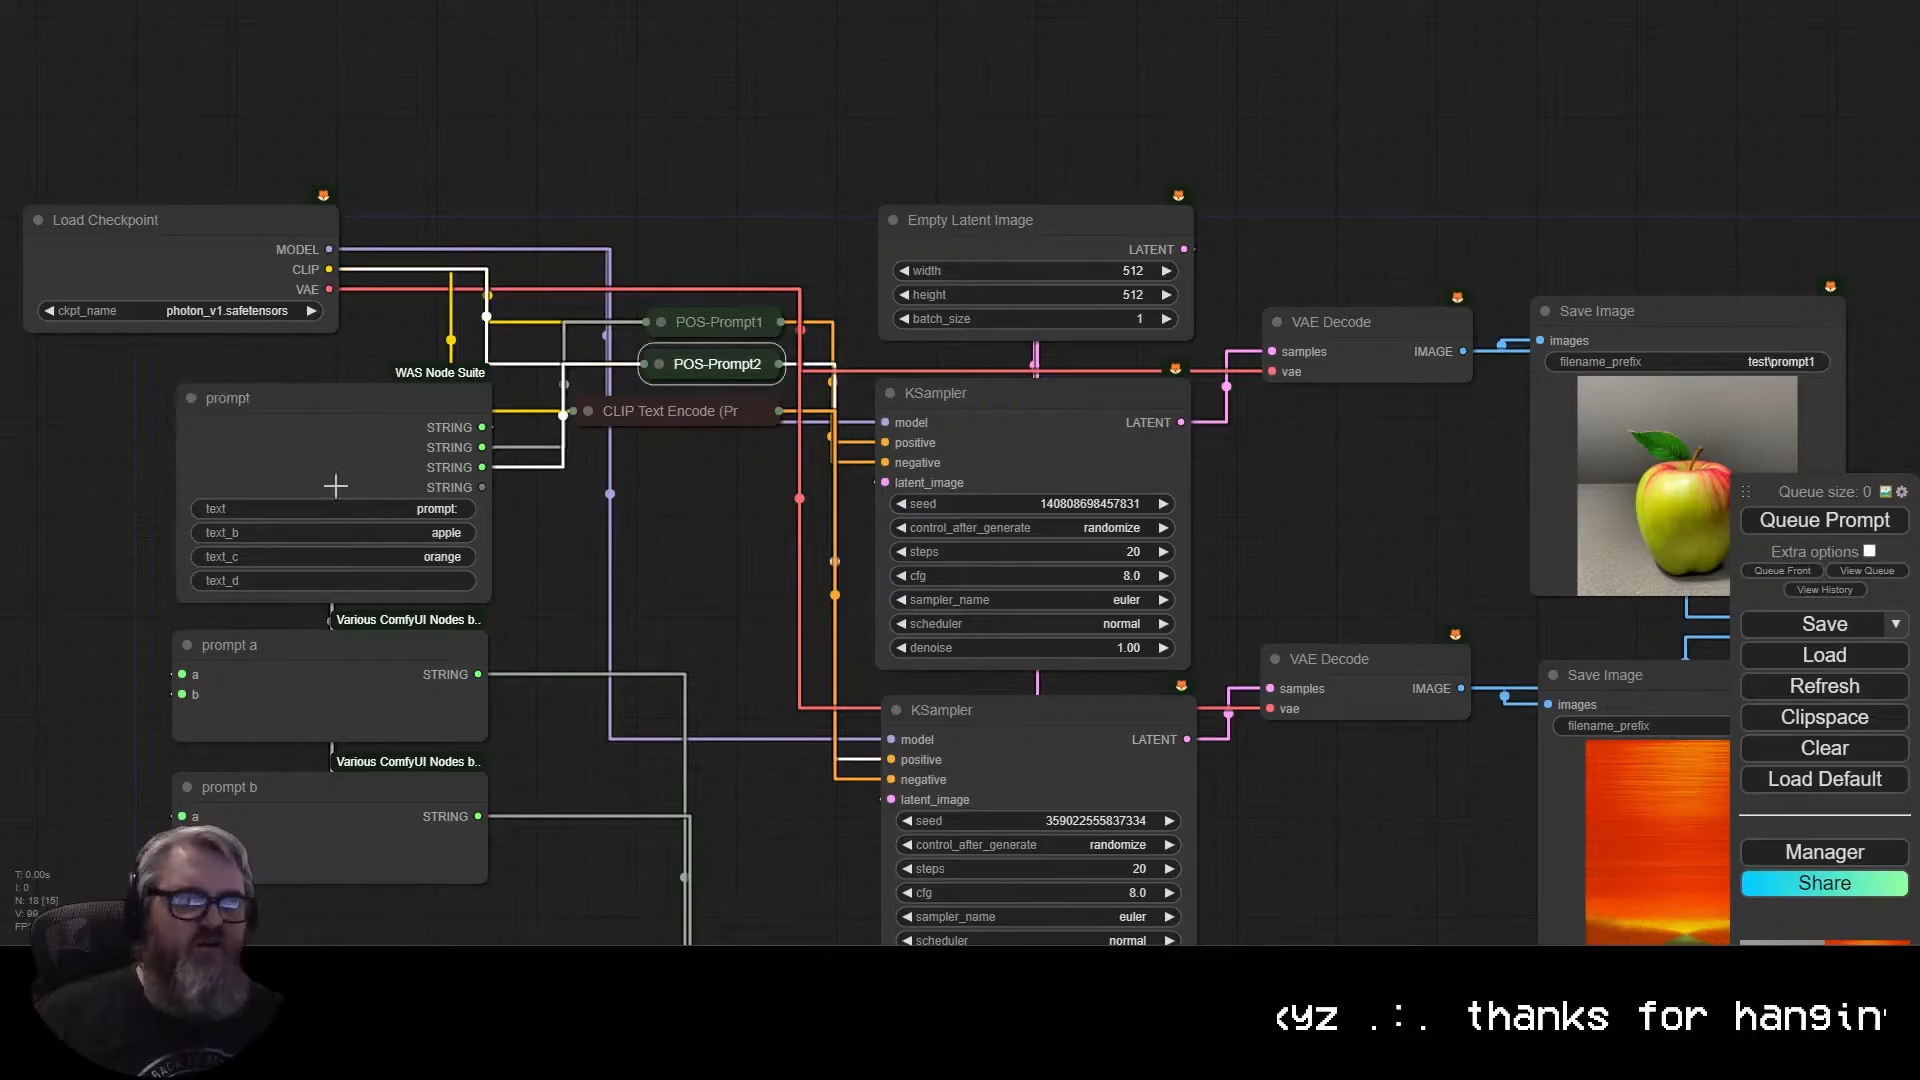 Load Checkpoint
MODEL
CLIP
VAE
ckpt_name photon_v1.safetensors
WAS Node Suite
prompt
STRING
STRING
STRING
STRING
text prompt:
text_b apple
text_c orange
text_d
Various ComfyUI Nodes b..
prompt a
a STRING
b
Various ComfyUI Nodes b..
prompt b
a STRING
T: 0.00s
I: 0
N: 18 [15]
POS-Prompt1
POS-Prompt2
CLIP Text Encode (Pr
Empty Latent Image
LATENT
width 512
height 512
batch_size 1
KSampler
model LATENT
positive
negative
latent_image
seed 140808698457831
control_after_generate randomize
steps 20
cfg 8.0
sampler_name euler
scheduler normal
denoise 1.00
KSampler
model LATENT
positive
negative
latent_image
seed 359022555837334
control_after_generate randomize
steps 20
cfg 8.0
sampler_name euler
scheduler normal
VAE Decode
samples IMAGE
vae
VAE Decode
samples IMAGE
vae
Save Image
images
filename_prefix test\prompt1
Save Image
images
filename_prefix
Queue size: 0
Queue Prompt
Extra options
Queue Front View Queue
View History
Save
Load
Refresh
Clipspace
Clear
Load Default
Manager
Share
xyz .:. thanks for hangin